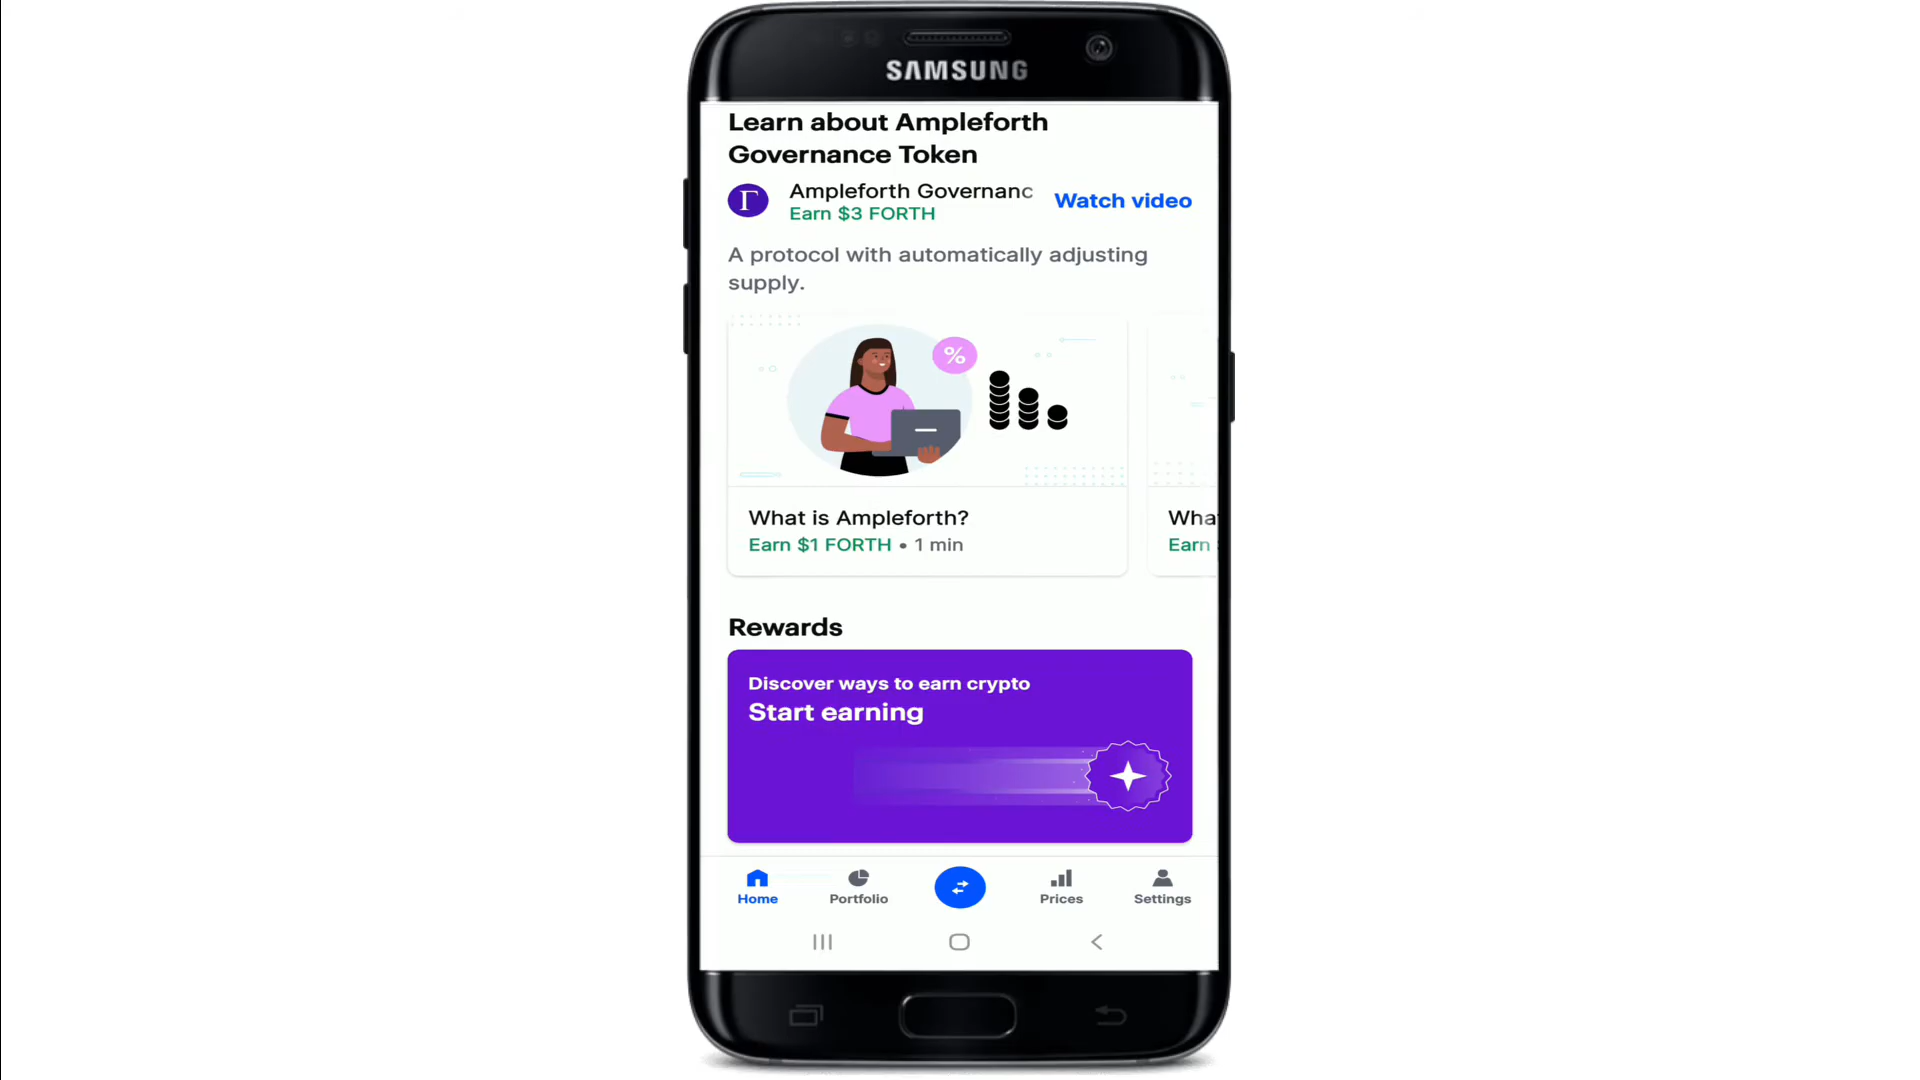 SAMSUNG
Learn about Ampleforth
Governance Token
Γ
Ampleforth Governanc
Earn $3 FORTH
Watch video
A protocol with automatically adjusting
supply.
%
What is Ampleforth?
Earn $1 FORTH • 1 min
Wha
Earn
Rewards
Discover ways to earn crypto
Start earning
Home
Portfolio
Prices
Settings